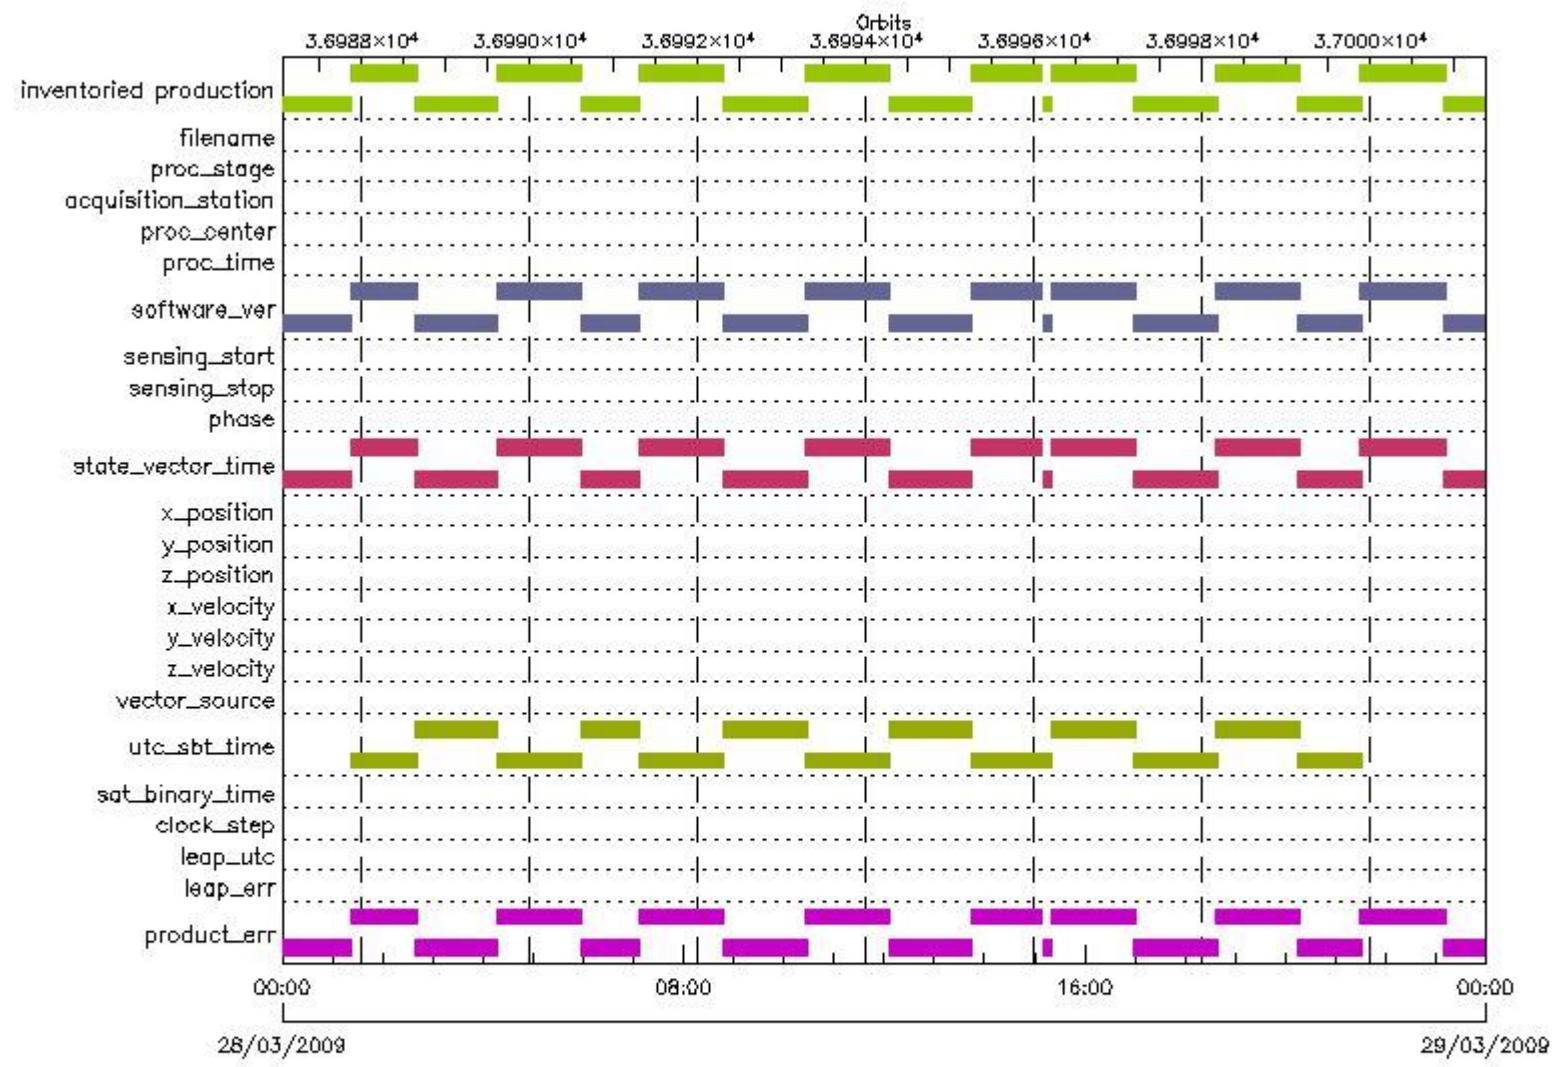 Orbits
3.6988×10⁴ 3.6990×10⁴ 3.6992×10⁴ 3.6994×10⁴ 3.6996×10⁴ 3.6998×10⁴ 3.7000×10⁴
inventoried production
filename
proc_stage
acquisition_station
proc_center
proc_time
software_ver
sensing_start
sensing_stop
phase
state_vector_time
x_position
y_position
z_position
x_velocity
y_velocity
z_velocity
vector_source
utc_sbt_time
sat_binary_time
clock_step
leap_utc
leap_err
product_err
00:00 08:00 16:00 00:00
28/03/2009 29/03/2009